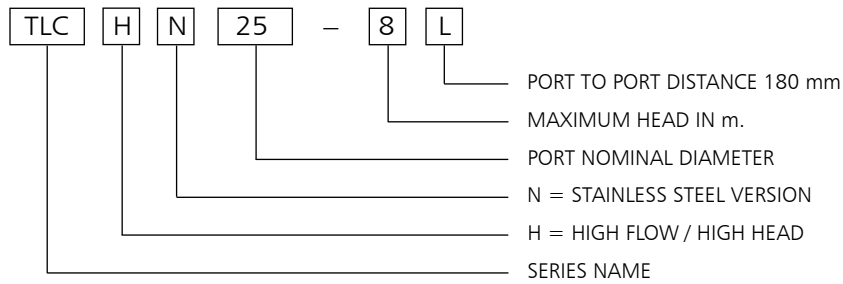 TLC H N 25 – 8 L
PORT TO PORT DISTANCE 180 mm
MAXIMUM HEAD IN m.
PORT NOMINAL DIAMETER
N = STAINLESS STEEL VERSION
H = HIGH FLOW / HIGH HEAD
SERIES NAME